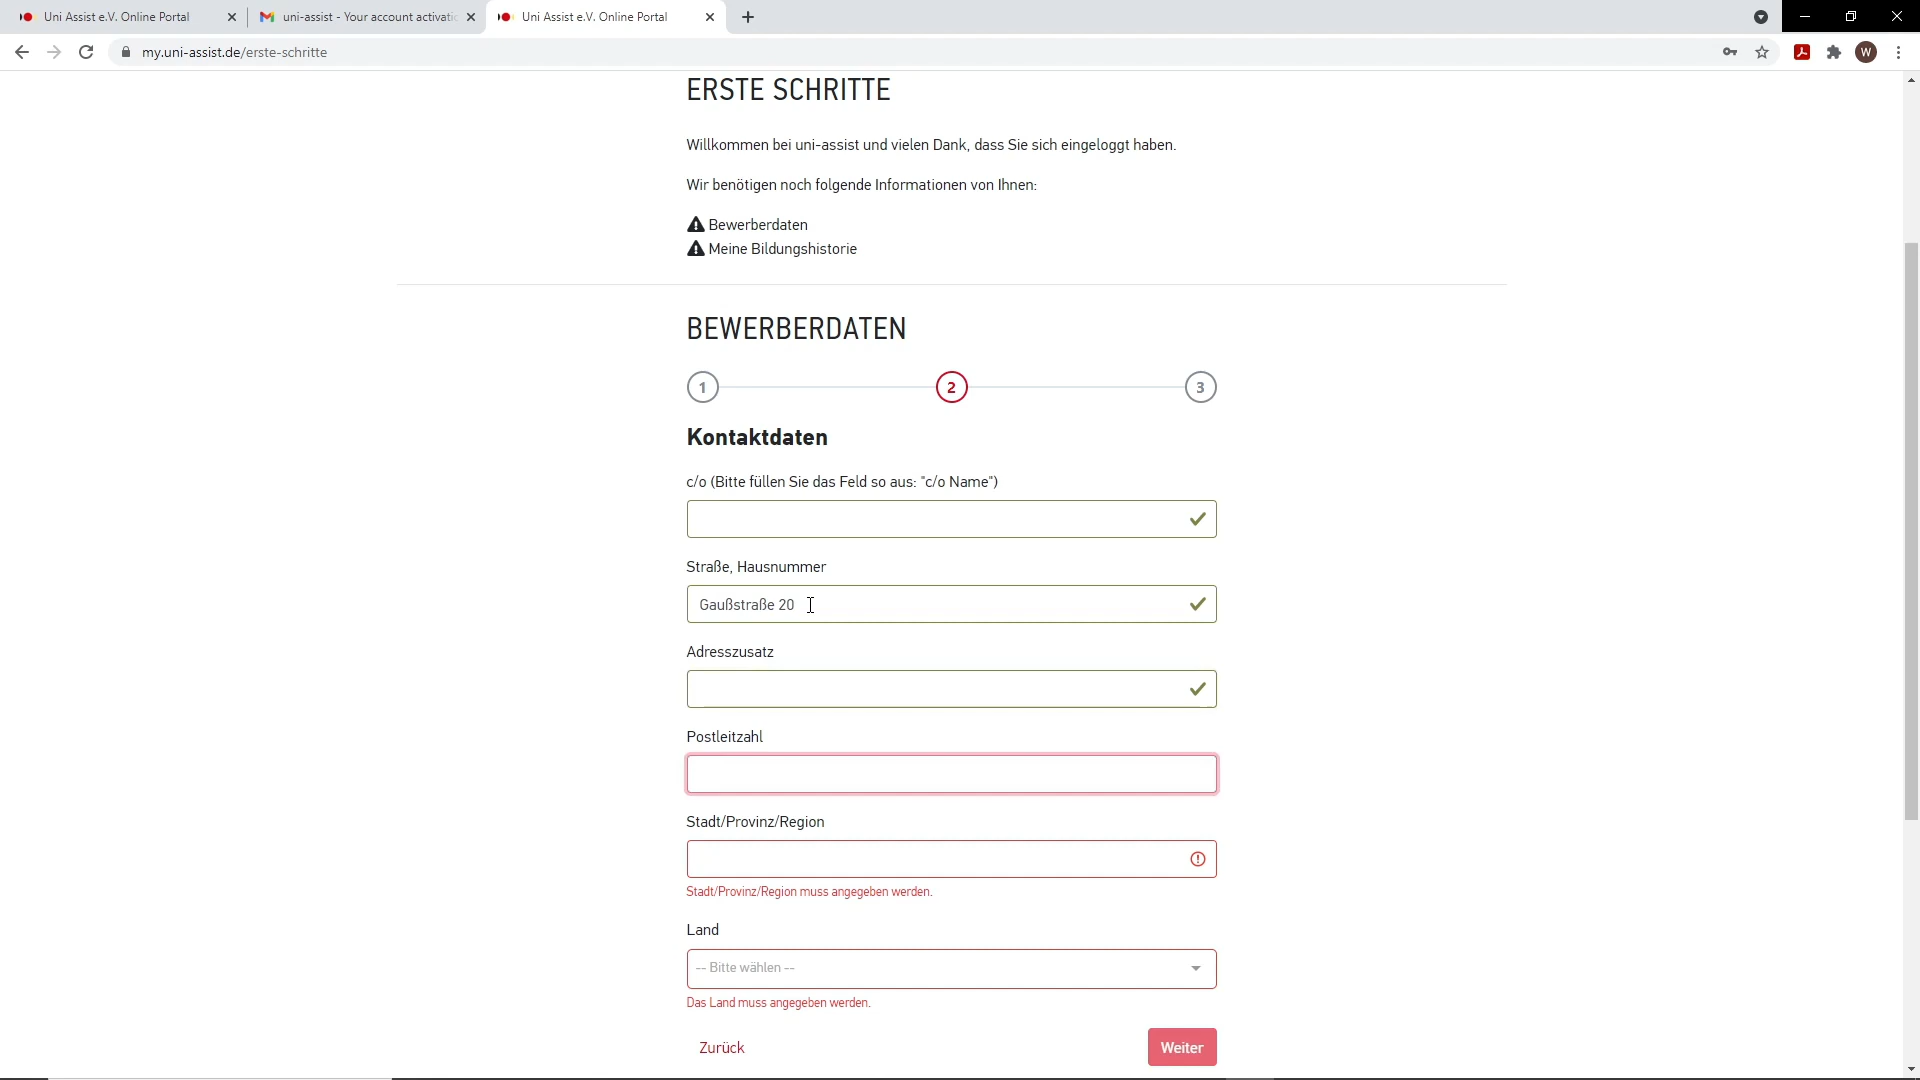 Uni Assist e.V. Online Portal
uni-assist - Your account activatic
Uni Assist e.V. Online Portal
my.uni-assist.de/erste-schritte
W
ERSTE SCHRITTE
Willkommen bei uni-assist und vielen Dank, dass Sie sich eingeloggt haben.
Wir benötigen noch folgende Informationen von Ihnen:
Bewerberdaten
Meine Bildungshistorie
BEWERBERDATEN
1
2
3
Kontaktdaten
c/o (Bitte füllen Sie das Feld so aus: "c/o Name")
Straße, Hausnummer
Gaußstraße 20
Adresszusatz
Postleitzahl
Stadt/Provinz/Region
Stadt/Provinz/Region muss angegeben werden.
Land
-- Bitte wählen --
Das Land muss angegeben werden.
Zurück
Weiter